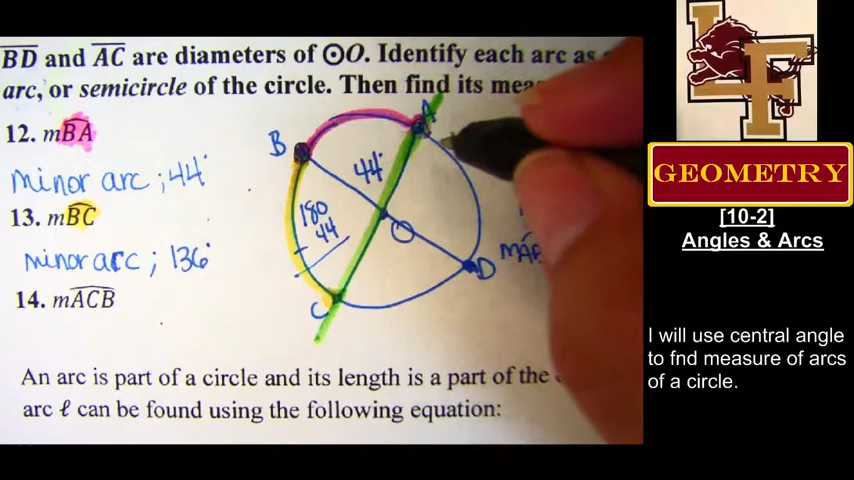 BD and AC are diameters of ⊙O. Identify each arc as
arc, or semicircle of the circle. Then find its
12. mBA
minor arc; 44°
13. mBC
minor arc; 136°
14. mACB
An arc is part of a circle and its length is a part of the
arc ℓ can be found using the following equation:
A
B
44°
180
44
O
D
C
LF
GEOMETRY
[10-2]
Angles & Arcs
I will use central angle
to fnd measure of arcs
of a circle.